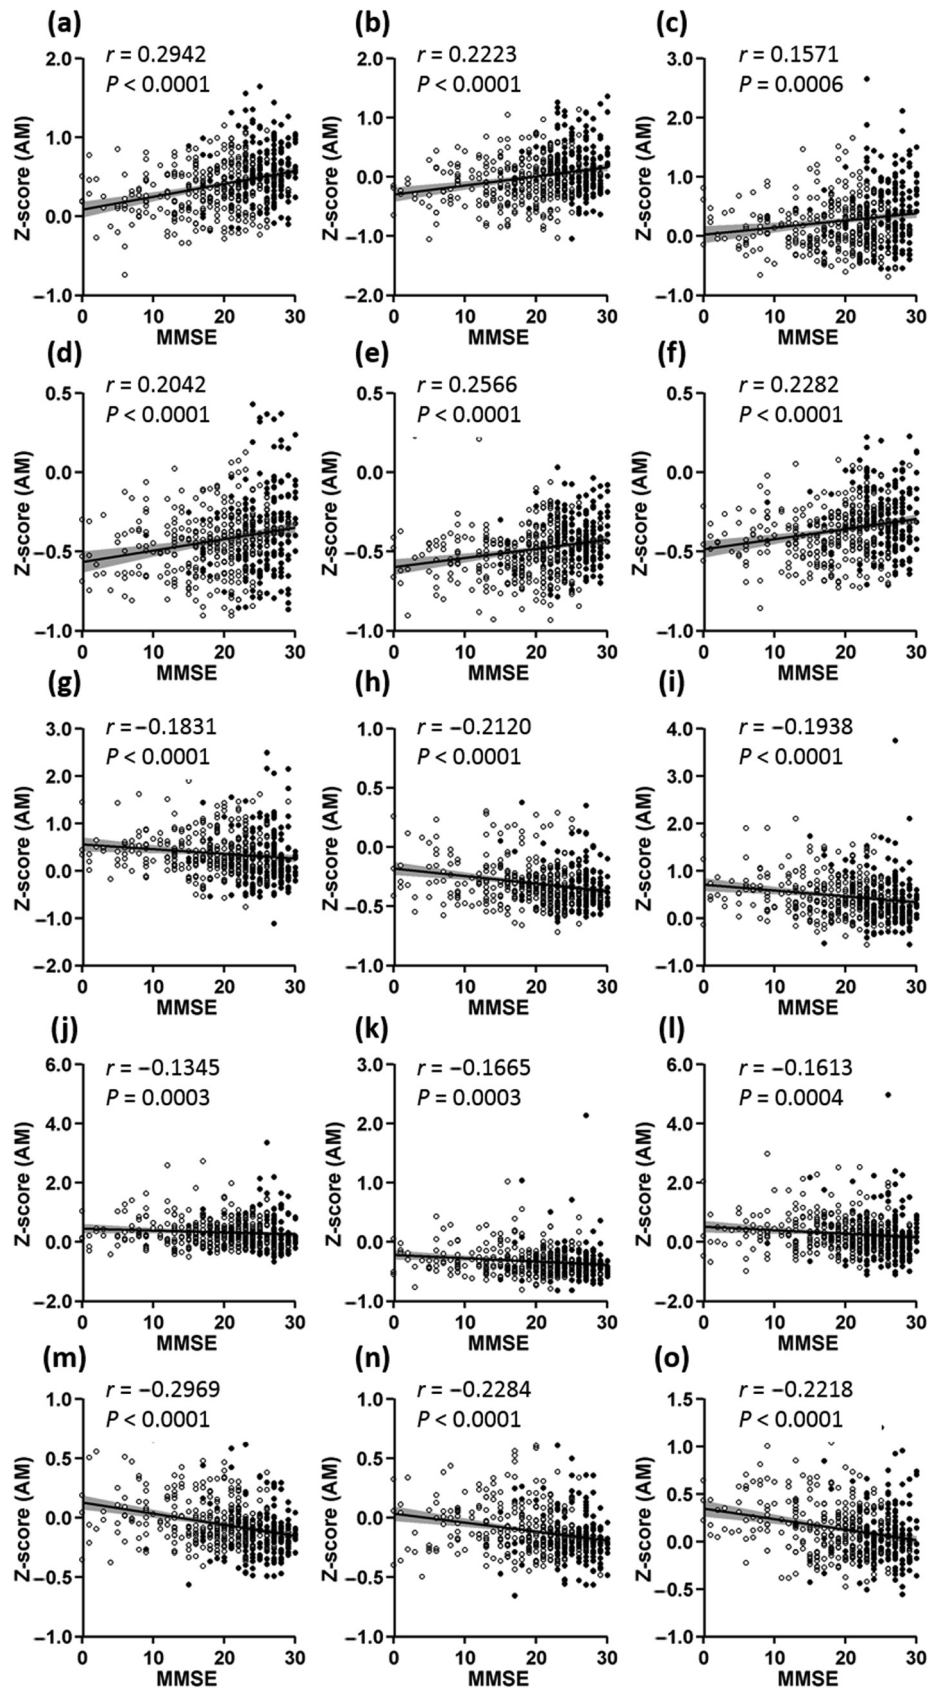 (a) (b) (c)
r = 0.2942 r = 0.2223 r = 0.1571
P < 0.0001 P < 0.0001 P = 0.0006
Z-score (AM) Z-score (AM) Z-score (AM)
2.0 2.0 3.0
1.0 1.0 2.0
0.0 0.0 1.0
–1.0 –1.0 0.0
–2.0 –1.0
0 10 20 30 0 10 20 30 0 10 20 30
MMSE MMSE MMSE
(d) (e) (f)
r = 0.2042 r = 0.2566 r = 0.2282
P < 0.0001 P < 0.0001 P < 0.0001
Z-score (AM) Z-score (AM) Z-score (AM)
0.5 0.5 0.5
0.0 0.0 0.0
–0.5 –0.5 –0.5
–1.0 –1.0 –1.0
0 10 20 30 0 10 20 30 0 10 20 30
MMSE MMSE MMSE
(g) (h) (i)
r = –0.1831 r = –0.2120 r = –0.1938
P < 0.0001 P < 0.0001 P < 0.0001
Z-score (AM) Z-score (AM) Z-score (AM)
3.0 1.0 4.0
2.0 0.5 3.0
1.0 0.0 2.0
0.0 –0.5 1.0
–1.0 –1.0 0.0
–2.0 –1.0
0 10 20 30 0 10 20 30 0 10 20 30
MMSE MMSE MMSE
(j) (k) (l)
r = –0.1345 r = –0.1665 r = –0.1613
P = 0.0003 P = 0.0003 P = 0.0004
Z-score (AM) Z-score (AM) Z-score (AM)
6.0 3.0 6.0
4.0 2.0 4.0
2.0 1.0 2.0
0.0 0.0 0.0
–2.0 –1.0 –2.0
0 10 20 30 0 10 20 30 0 10 20 30
MMSE MMSE MMSE
(m) (n) (o)
r = –0.2969 r = –0.2284 r = –0.2218
P < 0.0001 P < 0.0001 P < 0.0001
Z-score (AM) Z-score (AM) Z-score (AM)
1.0 1.0 1.5
0.5 0.5 1.0
0.0 0.0 0.5
–0.5 –0.5 0.0
–1.0 –1.0 –0.5
–1.0
0 10 20 30 0 10 20 30 0 10 20 30
MMSE MMSE MMSE